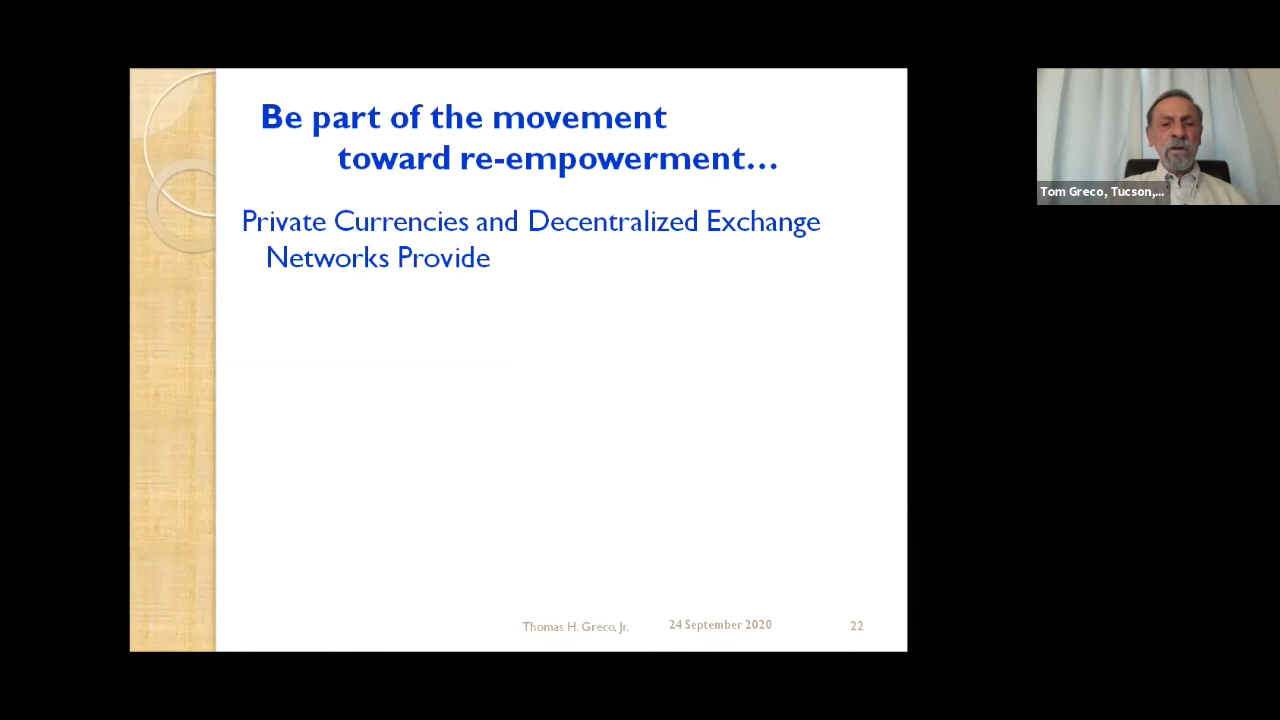 Be part of the movement
toward re-empowerment...
Private Currencies and Decentralized Exchange
Networks Provide
Thomas H. Greco, Jr.
24 September 2020
22
Tom Greco, Tucson,...